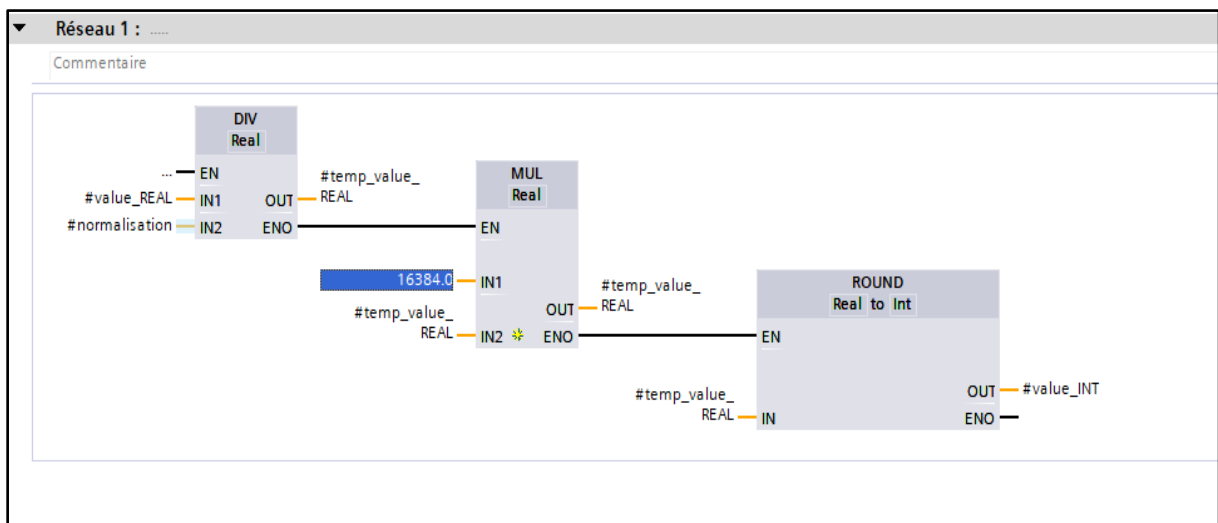 Réseau 1 : .....
Commentaire
DIV
Real
... EN
#value_REAL IN1 OUT #temp_value_
REAL
#normalisation IN2 ENO
MUL
Real
EN
16384.0 IN1
#temp_value_
REAL IN2 OUT #temp_value_
REAL
ENO
ROUND
Real to Int
EN
#temp_value_
REAL IN
OUT #value_INT
ENO